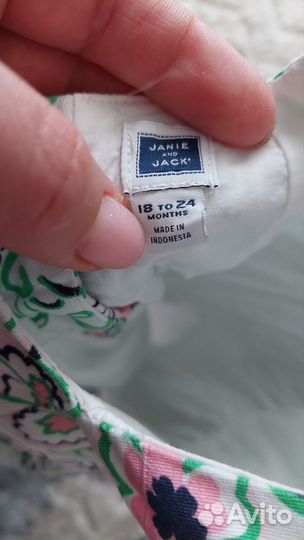 JANIE
AND
JACK®
18 TO 24
MONTHS
MADE IN
INDONESIA
Avito